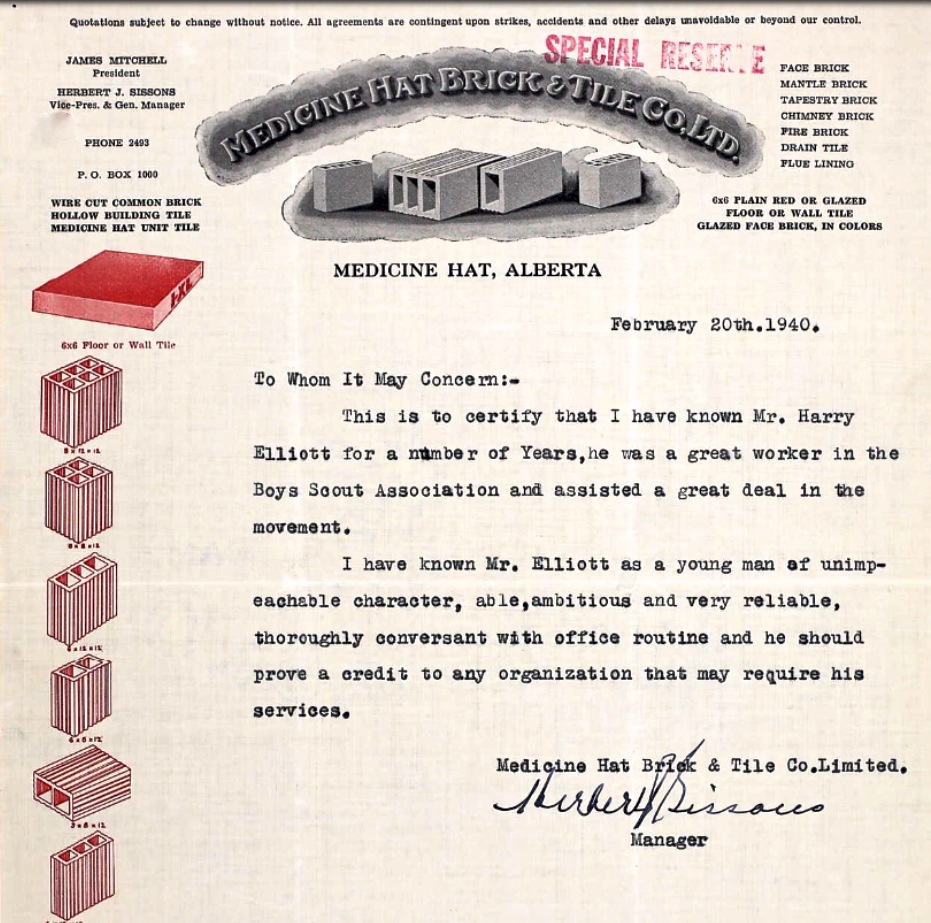 Quotations subject to change without notice. All agreements are contingent upon strikes, accidents and other delays unavoidable or beyond our control.
SPECIAL RESERVE
JAMES MITCHELL
President
HERBERT J. SISSONS
Vice-Pres. & Gen. Manager
PHONE 2493
P. O. BOX 1000
WIRE CUT COMMON BRICK
HOLLOW BUILDING TILE
MEDICINE HAT UNIT TILE
MEDICINE HAT BRICK & TILE CO., LTD.
FACE BRICK
MANTLE BRICK
TAPESTRY BRICK
CHIMNEY BRICK
FIRE BRICK
DRAIN TILE
FLUE LINING
6x6 PLAIN RED OR GLAZED
FLOOR OR WALL TILE
GLAZED FACE BRICK, IN COLORS
MEDICINE HAT, ALBERTA
I-XL
6x6 Floor or Wall Tile
8x12x12
8x8x12
6x12x12
6x8x12
3x8x12
February 20th.1940.
To Whom It May Concern:-
This is to certify that I have known Mr. Harry
Elliott for a number of Years,he was a great worker in the
Boys Scout Association and assisted a great deal in the
movement.
I have known Mr. Elliott as a young man of unimp-
eachable character, able,ambitious and very reliable,
thoroughly conversant with office routine and he should
prove a credit to any organization that may require his
services.
Medicine Hat Brick & Tile Co.Limited.
Herbert J Sissons
Manager